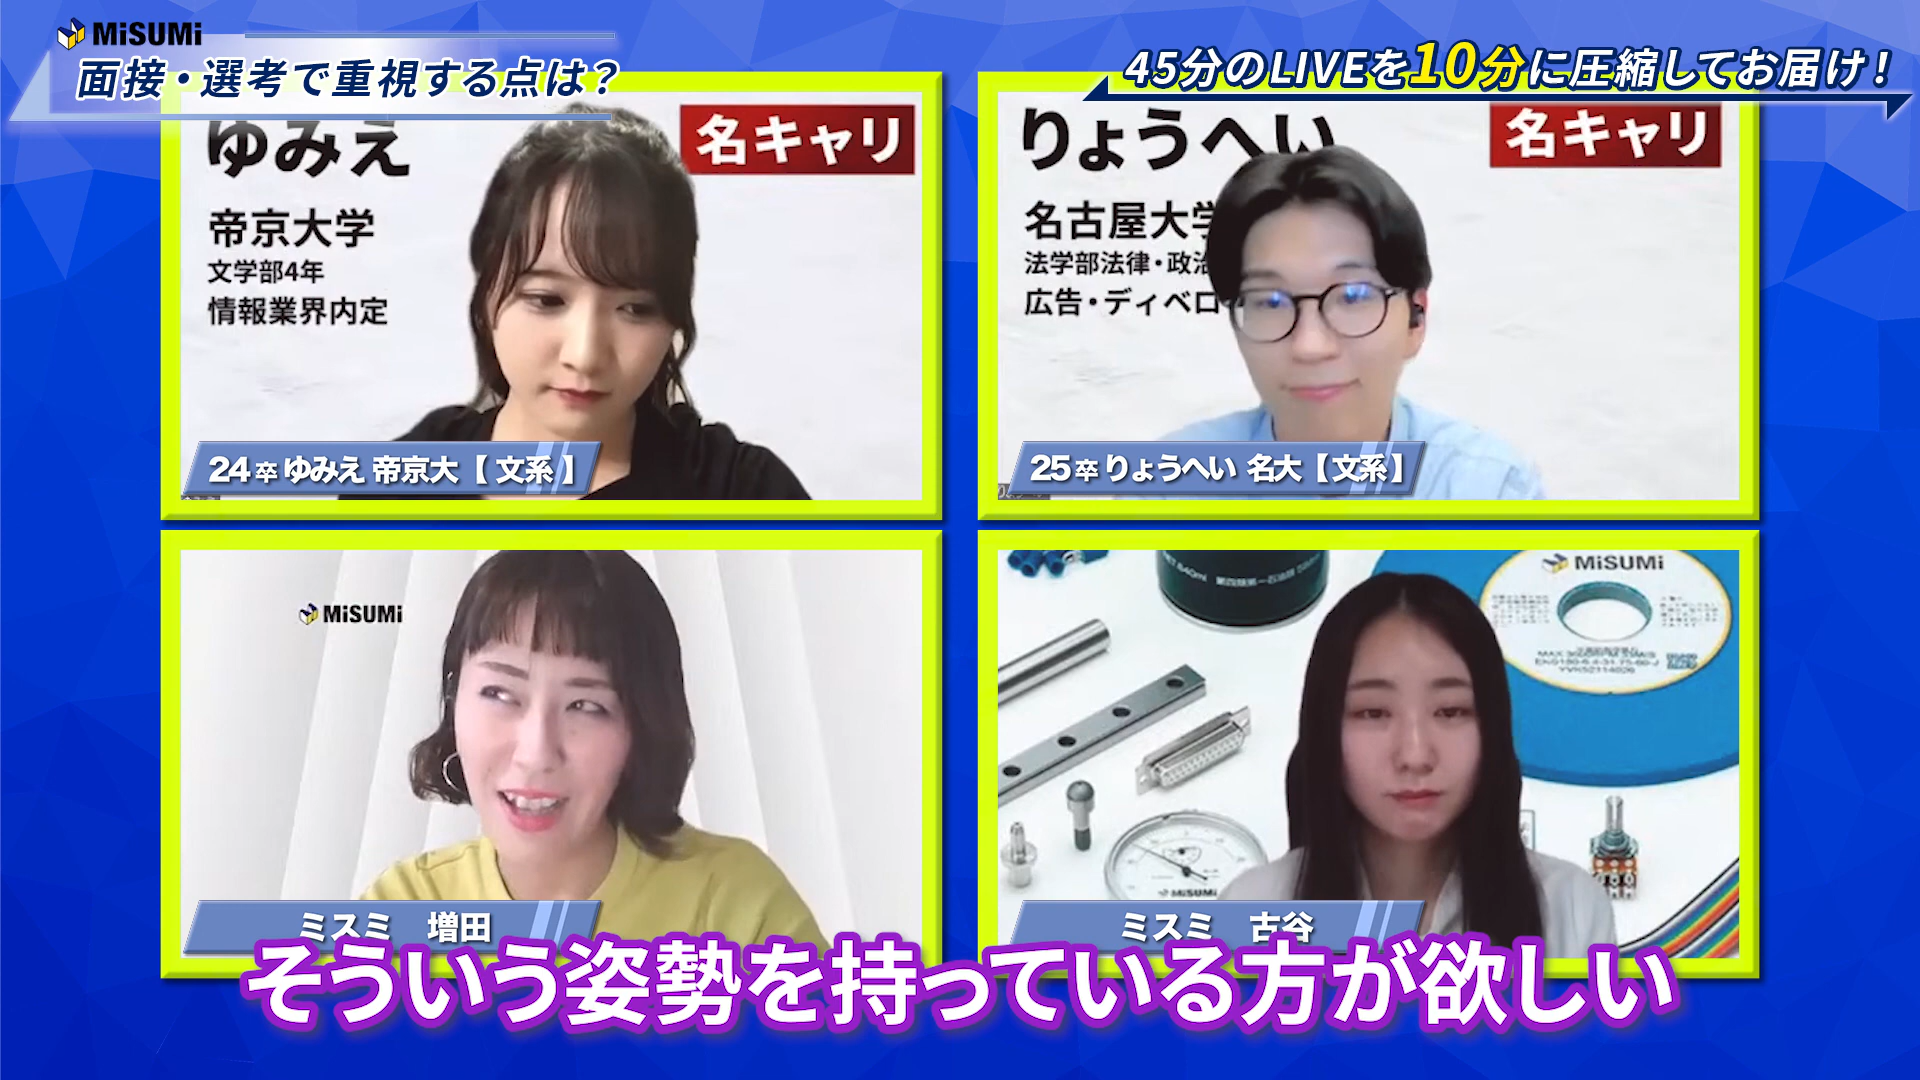 MiSUMi
面接・選考で重視する点は？
45分のLIVEを10分に圧縮してお届け！
ゆみえ
名キャリ
帝京大学
文学部4年
情報業界内定
24卒 ゆみえ 帝京大【文系】
りょうへい
名キャリ
名古屋大学
法学部法律・政治
広告・ディベロ
25卒 りょうへい 名大【文系】
MiSUMi
ミスミ 増田
MiSUMi
MiSUMi
ミスミ 古谷
そういう姿勢を持っている方が欲しい